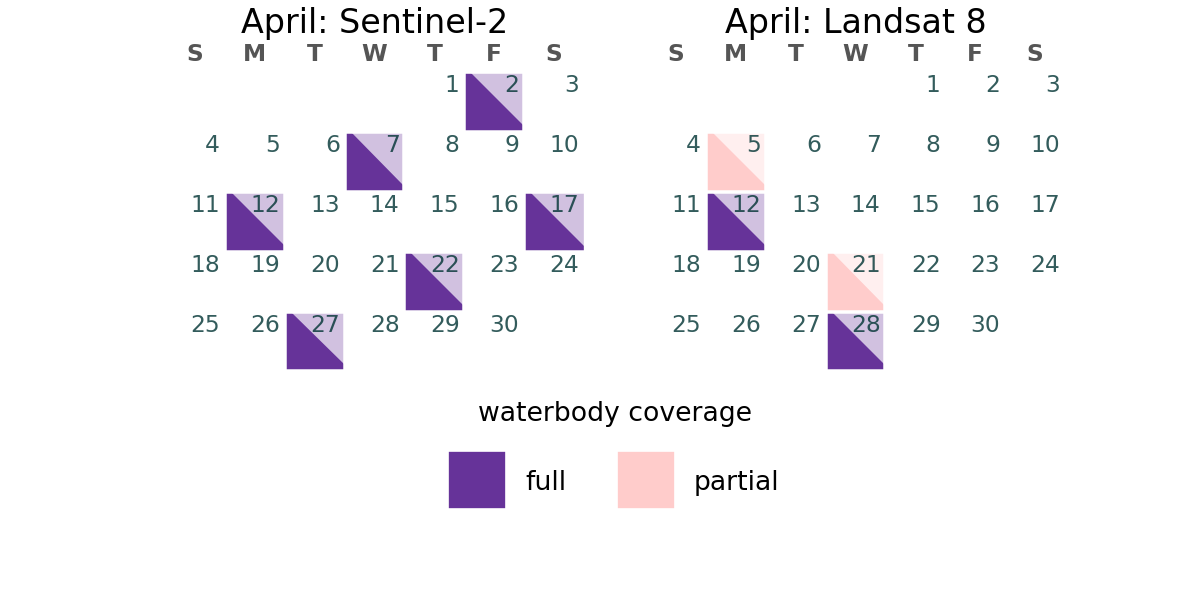 April: Sentinel-2
S M T W T F S
1 2 3
4 5 6 7 8 9 10
11 12 13 14 15 16 17
18 19 20 21 22 23 24
25 26 27 28 29 30
April: Landsat 8
S M T W T F S
1 2 3
4 5 6 7 8 9 10
11 12 13 14 15 16 17
18 19 20 21 22 23 24
25 26 27 28 29 30
waterbody coverage
full
partial